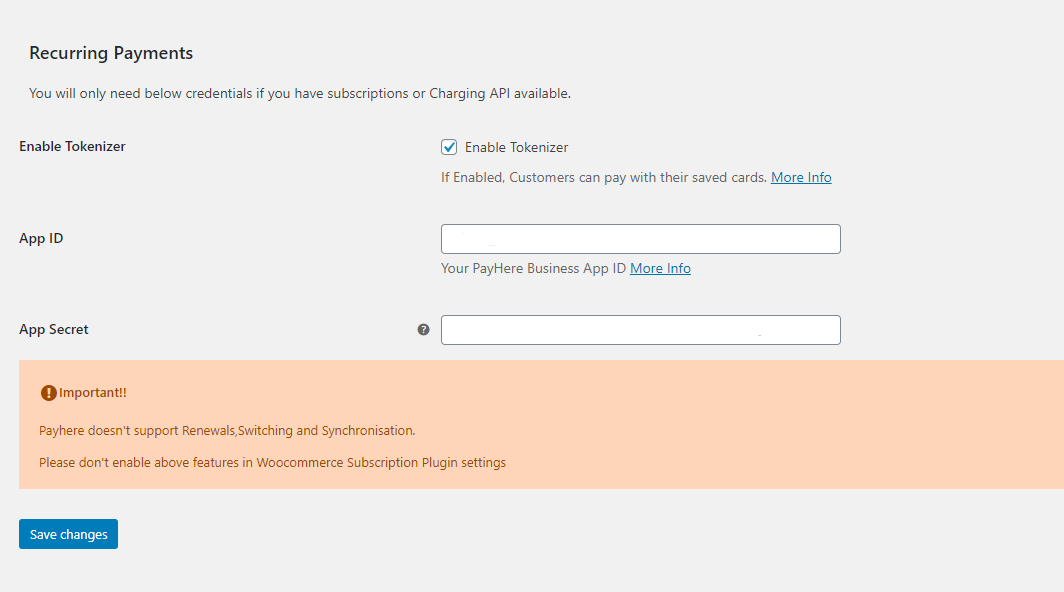 Recurring Payments
You will only need below credentials if you have subscriptions or Charging API available.
Enable Tokenizer
Enable Tokenizer
If Enabled, Customers can pay with their saved cards. More Info
App ID
Your PayHere Business App ID More Info
App Secret
Important!!
Payhere doesn't support Renewals,Switching and Synchronisation.
Please don't enable above features in Woocommerce Subscription Plugin settings
Save changes